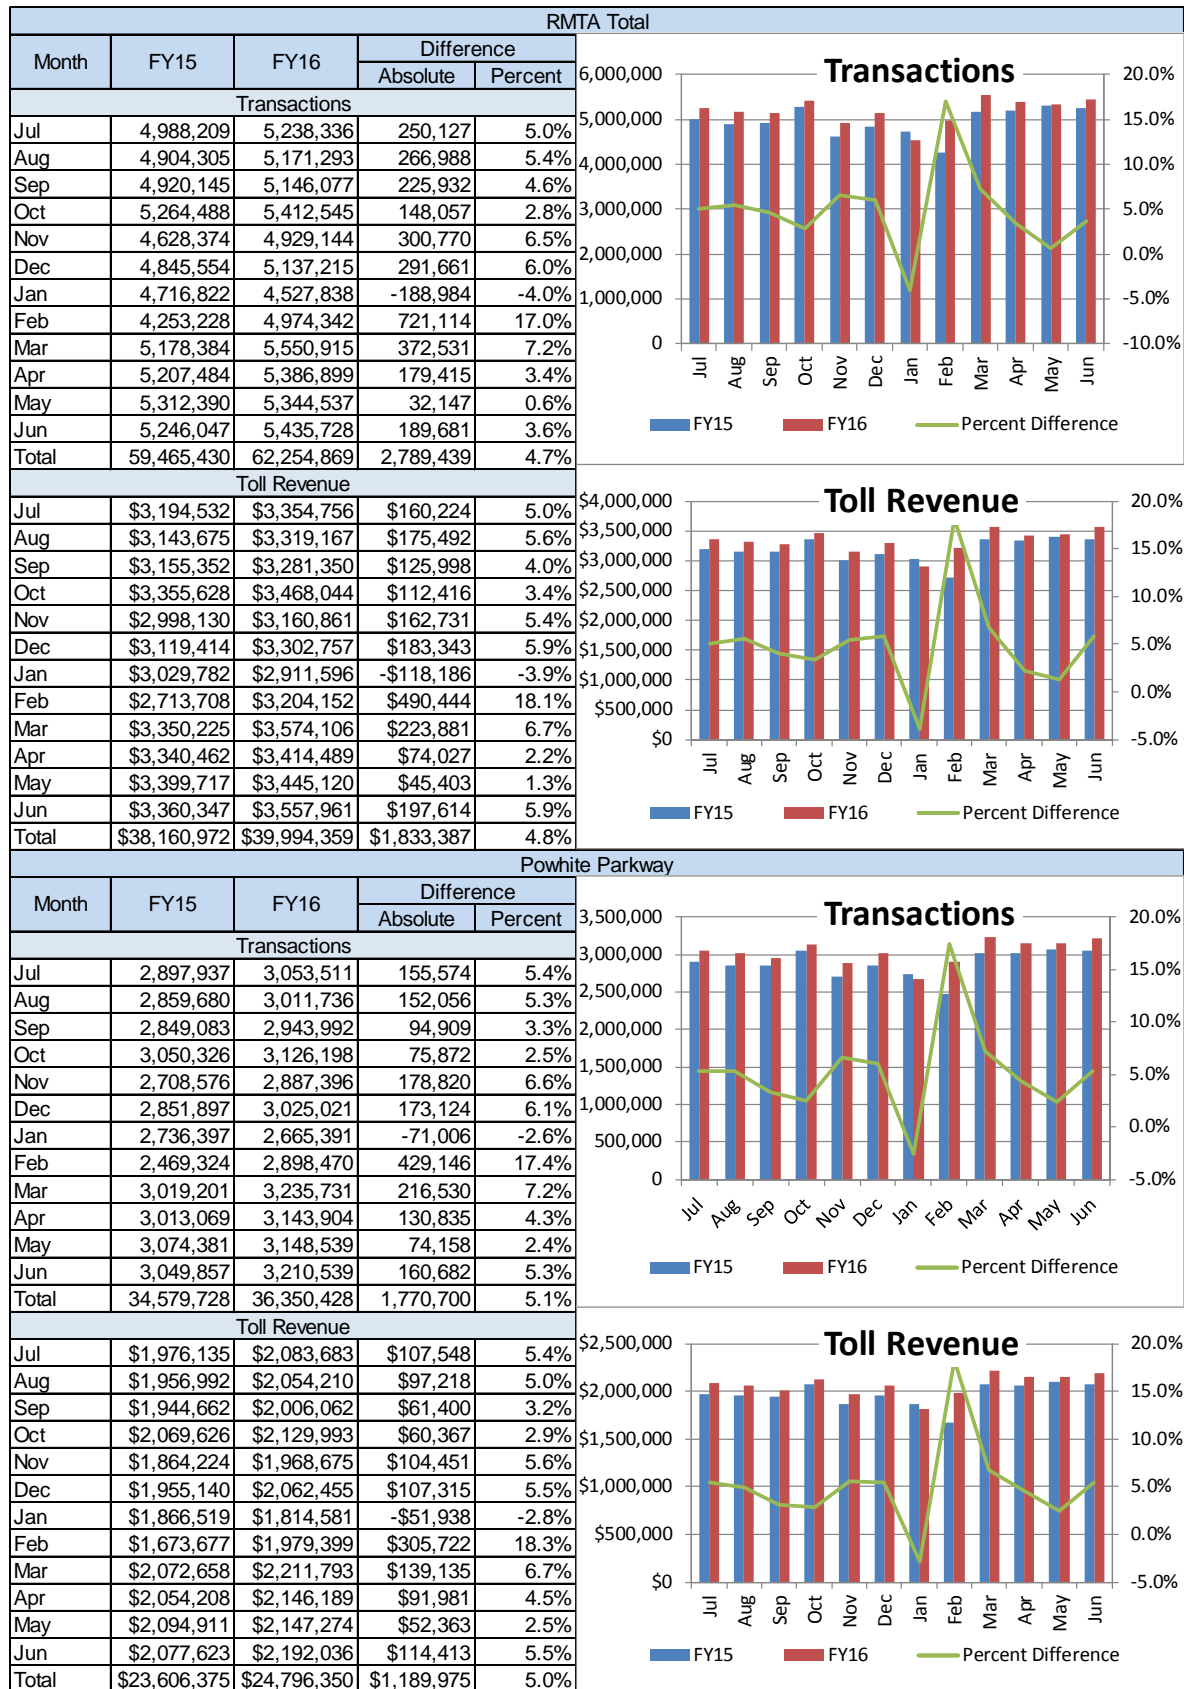 RMTA Total
Month FY15 FY16 Difference
Absolute Percent
Transactions
Jul 4,988,209 5,238,336 250,127 5.0%
Aug 4,904,305 5,171,293 266,988 5.4%
Sep 4,920,145 5,146,077 225,932 4.6%
Oct 5,264,488 5,412,545 148,057 2.8%
Nov 4,628,374 4,929,144 300,770 6.5%
Dec 4,845,554 5,137,215 291,661 6.0%
Jan 4,716,822 4,527,838 -188,984 -4.0%
Feb 4,253,228 4,974,342 721,114 17.0%
Mar 5,178,384 5,550,915 372,531 7.2%
Apr 5,207,484 5,386,899 179,415 3.4%
May 5,312,390 5,344,537 32,147 0.6%
Jun 5,246,047 5,435,728 189,681 3.6%
Total 59,465,430 62,254,869 2,789,439 4.7%
Transactions
6,000,000
5,000,000
4,000,000
3,000,000
2,000,000
1,000,000
0
20.0%
15.0%
10.0%
5.0%
0.0%
-5.0%
-10.0%
Jul Aug Sep Oct Nov Dec Jan Feb Mar Apr May Jun
FY15 FY16 Percent Difference
Toll Revenue
Jul $3,194,532 $3,354,756 $160,224 5.0%
Aug $3,143,675 $3,319,167 $175,492 5.6%
Sep $3,155,352 $3,281,350 $125,998 4.0%
Oct $3,355,628 $3,468,044 $112,416 3.4%
Nov $2,998,130 $3,160,861 $162,731 5.4%
Dec $3,119,414 $3,302,757 $183,343 5.9%
Jan $3,029,782 $2,911,596 -$118,186 -3.9%
Feb $2,713,708 $3,204,152 $490,444 18.1%
Mar $3,350,225 $3,574,106 $223,881 6.7%
Apr $3,340,462 $3,414,489 $74,027 2.2%
May $3,399,717 $3,445,120 $45,403 1.3%
Jun $3,360,347 $3,557,961 $197,614 5.9%
Total $38,160,972 $39,994,359 $1,833,387 4.8%
Toll Revenue
$4,000,000
$3,500,000
$3,000,000
$2,500,000
$2,000,000
$1,500,000
$1,000,000
$500,000
$0
20.0%
15.0%
10.0%
5.0%
0.0%
-5.0%
Jul Aug Sep Oct Nov Dec Jan Feb Mar Apr May Jun
FY15 FY16 Percent Difference
Powhite Parkway
Month FY15 FY16 Difference
Absolute Percent
Transactions
Jul 2,897,937 3,053,511 155,574 5.4%
Aug 2,859,680 3,011,736 152,056 5.3%
Sep 2,849,083 2,943,992 94,909 3.3%
Oct 3,050,326 3,126,198 75,872 2.5%
Nov 2,708,576 2,887,396 178,820 6.6%
Dec 2,851,897 3,025,021 173,124 6.1%
Jan 2,736,397 2,665,391 -71,006 -2.6%
Feb 2,469,324 2,898,470 429,146 17.4%
Mar 3,019,201 3,235,731 216,530 7.2%
Apr 3,013,069 3,143,904 130,835 4.3%
May 3,074,381 3,148,539 74,158 2.4%
Jun 3,049,857 3,210,539 160,682 5.3%
Total 34,579,728 36,350,428 1,770,700 5.1%
Transactions
3,500,000
3,000,000
2,500,000
2,000,000
1,500,000
1,000,000
500,000
0
20.0%
15.0%
10.0%
5.0%
0.0%
-5.0%
Jul Aug Sep Oct Nov Dec Jan Feb Mar Apr May Jun
FY15 FY16 Percent Difference
Toll Revenue
Jul $1,976,135 $2,083,683 $107,548 5.4%
Aug $1,956,992 $2,054,210 $97,218 5.0%
Sep $1,944,662 $2,006,062 $61,400 3.2%
Oct $2,069,626 $2,129,993 $60,367 2.9%
Nov $1,864,224 $1,968,675 $104,451 5.6%
Dec $1,955,140 $2,062,455 $107,315 5.5%
Jan $1,866,519 $1,814,581 -$51,938 -2.8%
Feb $1,673,677 $1,979,399 $305,722 18.3%
Mar $2,072,658 $2,211,793 $139,135 6.7%
Apr $2,054,208 $2,146,189 $91,981 4.5%
May $2,094,911 $2,147,274 $52,363 2.5%
Jun $2,077,623 $2,192,036 $114,413 5.5%
Total $23,606,375 $24,796,350 $1,189,975 5.0%
Toll Revenue
$2,500,000
$2,000,000
$1,500,000
$1,000,000
$500,000
$0
20.0%
15.0%
10.0%
5.0%
0.0%
-5.0%
Jul Aug Sep Oct Nov Dec Jan Feb Mar Apr May Jun
FY15 FY16 Percent Difference